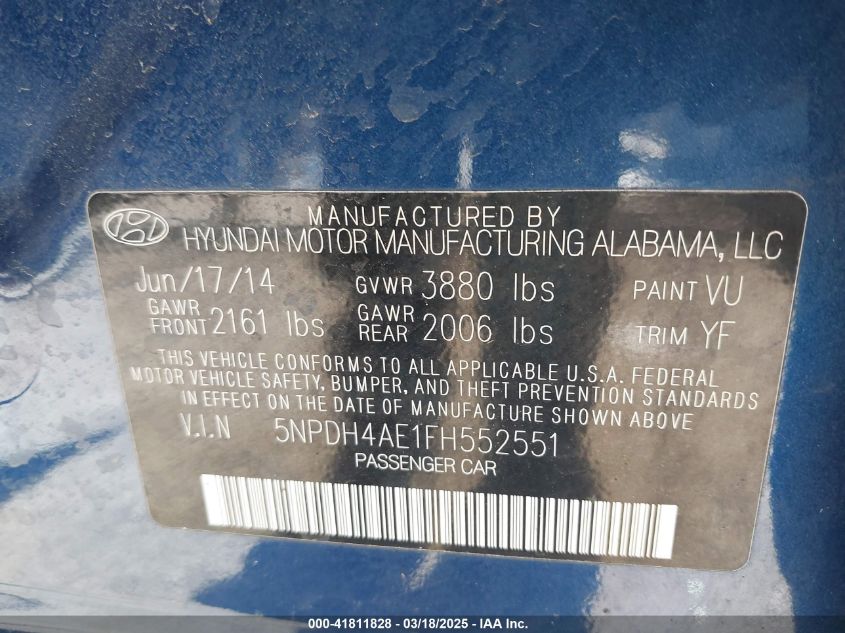 MANUFACTURED BY
HYUNDAI MOTOR MANUFACTURING ALABAMA, LLC
Jun/17/14 GVWR 3880 lbs PAINT VU
GAWR FRONT 2161 lbs GAWR REAR 2006 lbs TRIM YF
THIS VEHICLE CONFORMS TO ALL APPLICABLE U.S.A. FEDERAL
MOTOR VEHICLE SAFETY, BUMPER, AND THEFT PREVENTION STANDARDS
IN EFFECT ON THE DATE OF MANUFACTURE SHOWN ABOVE
V.I.N 5NPDH4AE1FH552551
PASSENGER CAR
000-41811828 - 03/18/2025 - IAA Inc.